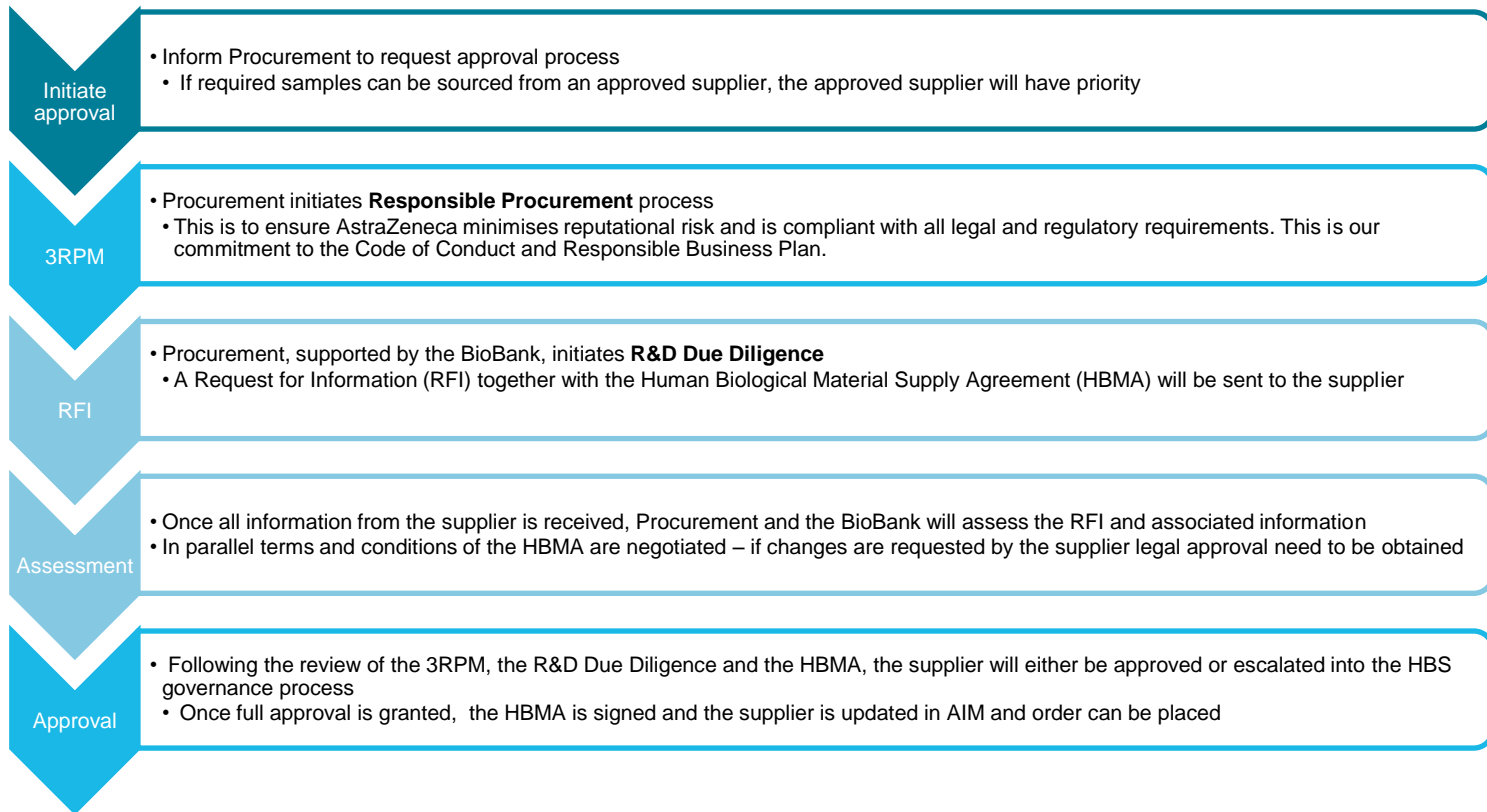 Initiate
approval
• Inform Procurement to request approval process
• If required samples can be sourced from an approved supplier, the approved supplier will have priority
3RPM
• Procurement initiates Responsible Procurement process
• This is to ensure AstraZeneca minimises reputational risk and is compliant with all legal and regulatory requirements. This is our
commitment to the Code of Conduct and Responsible Business Plan.
RFI
• Procurement, supported by the BioBank, initiates R&D Due Diligence
• A Request for Information (RFI) together with the Human Biological Material Supply Agreement (HBMA) will be sent to the supplier
Assessment
• Once all information from the supplier is received, Procurement and the BioBank will assess the RFI and associated information
• In parallel terms and conditions of the HBMA are negotiated – if changes are requested by the supplier legal approval need to be obtained
Approval
• Following the review of the 3RPM, the R&D Due Diligence and the HBMA, the supplier will either be approved or escalated into the HBS
governance process
• Once full approval is granted, the HBMA is signed and the supplier is updated in AIM and order can be placed